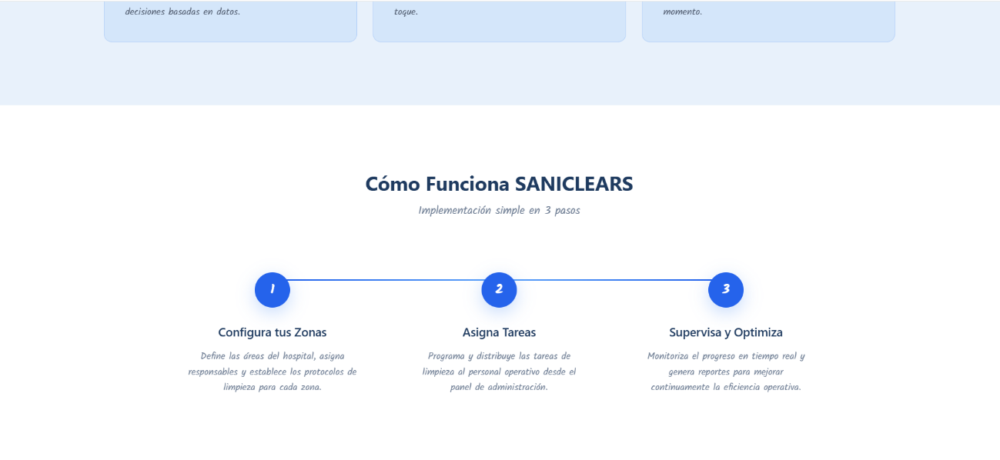 decisiones basadas en datos.
toque.
momento.
Cómo Funciona SANICLEARS
Implementación simple en 3 pasos
1
2
3
Configura tus Zonas
Define las áreas del hospital, asigna
responsables y establece los protocolos de
limpieza para cada zona.
Asigna Tareas
Programa y distribuye las tareas de
limpieza al personal operativo desde el
panel de administración.
Supervisa y Optimiza
Monitoriza el progreso en tiempo real y
genera reportes para mejorar
continuamente la eficiencia operativa.